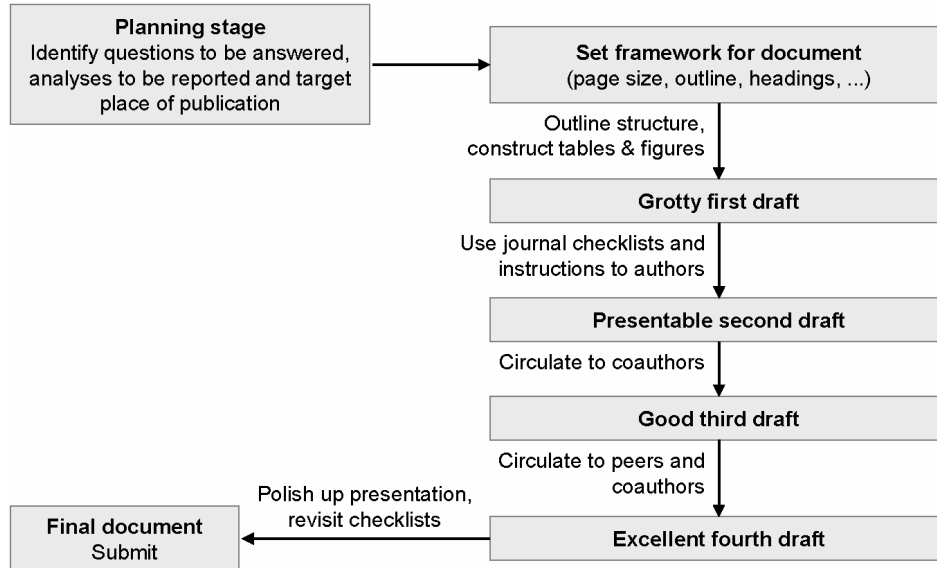 Planning stage
Identify questions to be answered,
analyses to be reported and target
place of publication
Set framework for document
(page size, outline, headings, ...)
Outline structure,
construct tables & figures
Grotty first draft
Use journal checklists and
instructions to authors
Presentable second draft
Circulate to coauthors
Good third draft
Circulate to peers and
coauthors
Excellent fourth draft
Polish up presentation,
revisit checklists
Final document
Submit